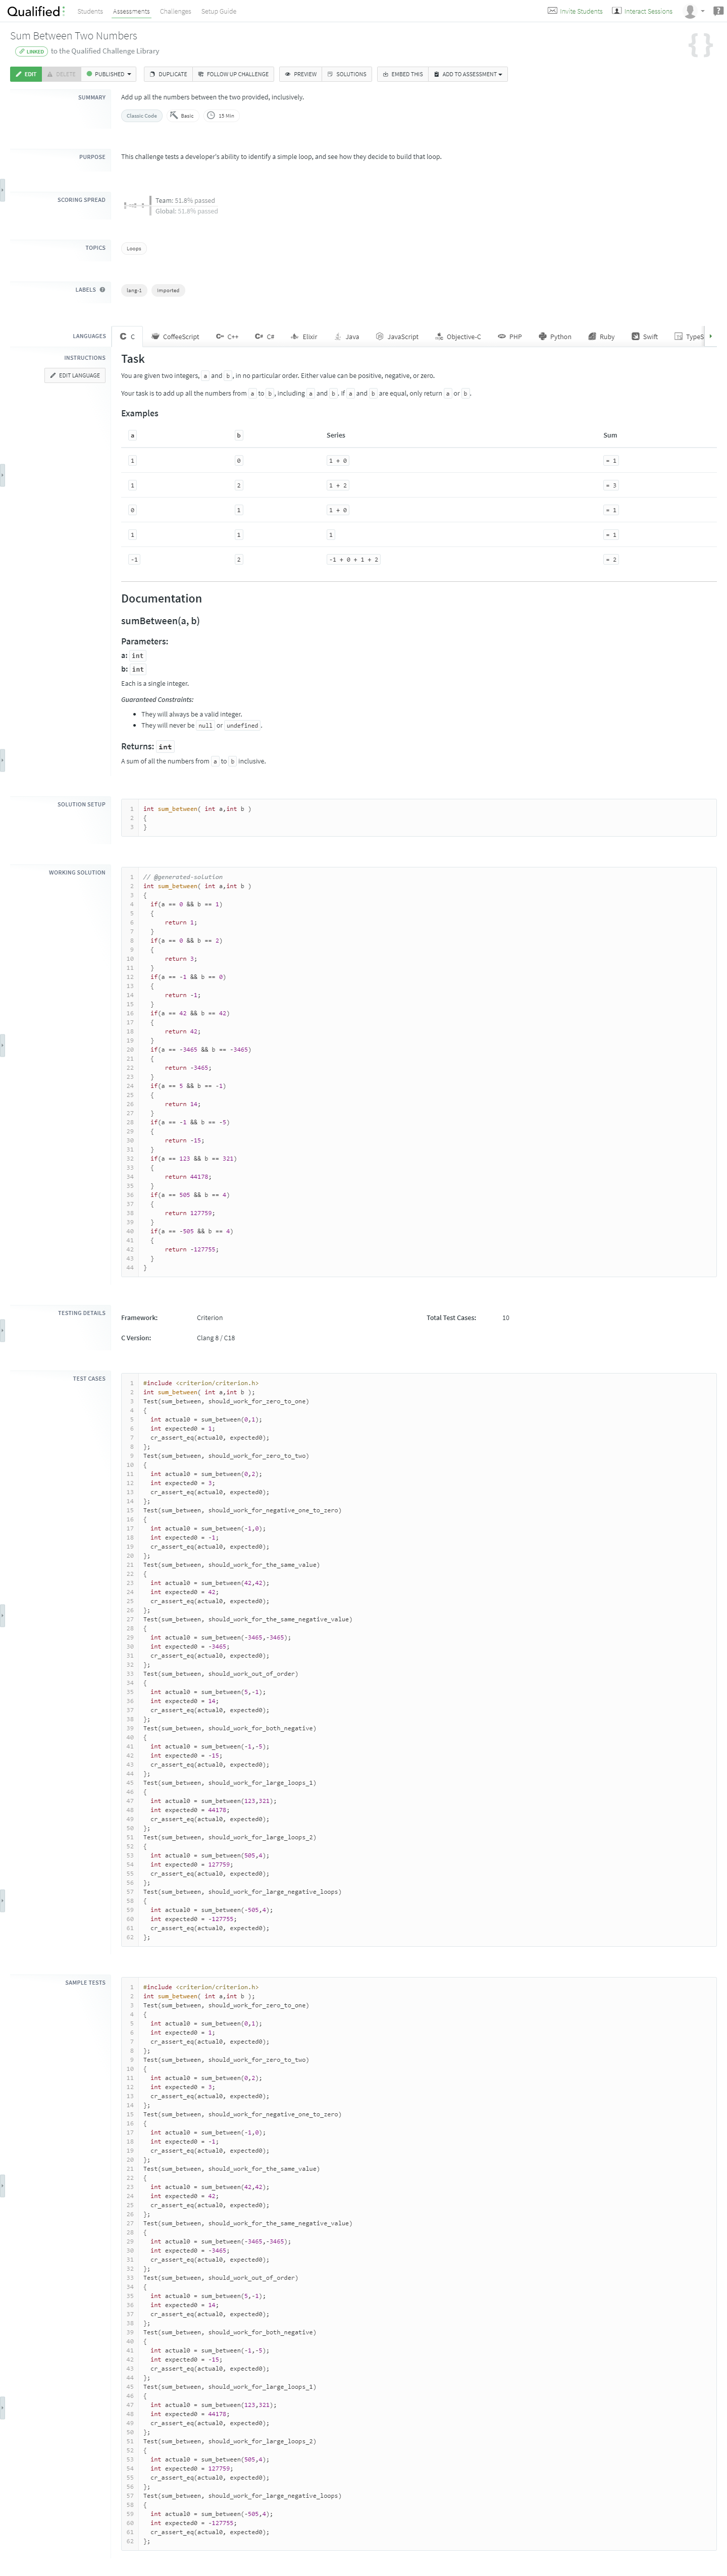 Qualified Students Assessments Challenges Setup Guide Invite Students Interact Sessions ?
Sum Between Two Numbers
LINKED to the Qualified Challenge Library
EDIT DELETE PUBLISHED DUPLICATE FOLLOW UP CHALLENGE PREVIEW SOLUTIONS EMBED THIS ADD TO ASSESSMENT
SUMMARY Add up all the numbers between the two provided, inclusively.
Classic Code Basic 15 Min
PURPOSE This challenge tests a developer's ability to identify a simple loop, and see how they decide to build that loop.
SCORING SPREAD Team: 51.8% passed
Global: 51.8% passed
TOPICS Loops
LABELS lang-1 imported
LANGUAGES C CoffeeScript C++ C# Elixir Java JavaScript Objective-C PHP Python Ruby Swift TypeS
INSTRUCTIONS
EDIT LANGUAGE
Task
You are given two integers, a and b, in no particular order. Either value can be positive, negative, or zero.
Your task is to add up all the numbers from a to b, including a and b. If a and b are equal, only return a or b.
Examples
a b Series Sum
1 0 1 + 0 = 1
1 2 1 + 2 = 3
0 1 1 + 0 = 1
1 1 1 = 1
-1 2 -1 + 0 + 1 + 2 = 2
Documentation
sumBetween(a, b)
Parameters:
a: int
b: int
Each is a single integer.
Guaranteed Constraints:
They will always be a valid integer.
They will never be null or undefined.
Returns: int
A sum of all the numbers from a to b inclusive.
SOLUTION SETUP
1 int sum_between( int a,int b )
2 {
3 }
WORKING SOLUTION
1 // @generated-solution
2 int sum_between( int a,int b )
3 {
4 if(a == 0 && b == 1)
5 {
6 return 1;
7 }
8 if(a == 0 && b == 2)
9 {
10 return 3;
11 }
12 if(a == -1 && b == 0)
13 {
14 return -1;
15 }
16 if(a == 42 && b == 42)
17 {
18 return 42;
19 }
20 if(a == -3465 && b == -3465)
21 {
22 return -3465;
23 }
24 if(a == 5 && b == -1)
25 {
26 return 14;
27 }
28 if(a == -1 && b == -5)
29 {
30 return -15;
31 }
32 if(a == 123 && b == 321)
33 {
34 return 44178;
35 }
36 if(a == 505 && b == 4)
37 {
38 return 127759;
39 }
40 if(a == -505 && b == 4)
41 {
42 return -127755;
43 }
44 }
TESTING DETAILS Framework: Criterion Total Test Cases: 10
C Version: Clang 8 / C18
TEST CASES
1 #include <criterion/criterion.h>
2 int sum_between( int a,int b );
3 Test(sum_between, should_work_for_zero_to_one)
4 {
5 int actual0 = sum_between(0,1);
6 int expected0 = 1;
7 cr_assert_eq(actual0, expected0);
8 };
9 Test(sum_between, should_work_for_zero_to_two)
10 {
11 int actual0 = sum_between(0,2);
12 int expected0 = 3;
13 cr_assert_eq(actual0, expected0);
14 };
15 Test(sum_between, should_work_for_negative_one_to_zero)
16 {
17 int actual0 = sum_between(-1,0);
18 int expected0 = -1;
19 cr_assert_eq(actual0, expected0);
20 };
21 Test(sum_between, should_work_for_the_same_value)
22 {
23 int actual0 = sum_between(42,42);
24 int expected0 = 42;
25 cr_assert_eq(actual0, expected0);
26 };
27 Test(sum_between, should_work_for_the_same_negative_value)
28 {
29 int actual0 = sum_between(-3465,-3465);
30 int expected0 = -3465;
31 cr_assert_eq(actual0, expected0);
32 };
33 Test(sum_between, should_work_out_of_order)
34 {
35 int actual0 = sum_between(5,-1);
36 int expected0 = 14;
37 cr_assert_eq(actual0, expected0);
38 };
39 Test(sum_between, should_work_for_both_negative)
40 {
41 int actual0 = sum_between(-1,-5);
42 int expected0 = -15;
43 cr_assert_eq(actual0, expected0);
44 };
45 Test(sum_between, should_work_for_large_loops_1)
46 {
47 int actual0 = sum_between(123,321);
48 int expected0 = 44178;
49 cr_assert_eq(actual0, expected0);
50 };
51 Test(sum_between, should_work_for_large_loops_2)
52 {
53 int actual0 = sum_between(505,4);
54 int expected0 = 127759;
55 cr_assert_eq(actual0, expected0);
56 };
57 Test(sum_between, should_work_for_large_negative_loops)
58 {
59 int actual0 = sum_between(-505,4);
60 int expected0 = -127755;
61 cr_assert_eq(actual0, expected0);
62 };
SAMPLE TESTS
1 #include <criterion/criterion.h>
2 int sum_between( int a,int b );
3 Test(sum_between, should_work_for_zero_to_one)
4 {
5 int actual0 = sum_between(0,1);
6 int expected0 = 1;
7 cr_assert_eq(actual0, expected0);
8 };
9 Test(sum_between, should_work_for_zero_to_two)
10 {
11 int actual0 = sum_between(0,2);
12 int expected0 = 3;
13 cr_assert_eq(actual0, expected0);
14 };
15 Test(sum_between, should_work_for_negative_one_to_zero)
16 {
17 int actual0 = sum_between(-1,0);
18 int expected0 = -1;
19 cr_assert_eq(actual0, expected0);
20 };
21 Test(sum_between, should_work_for_the_same_value)
22 {
23 int actual0 = sum_between(42,42);
24 int expected0 = 42;
25 cr_assert_eq(actual0, expected0);
26 };
27 Test(sum_between, should_work_for_the_same_negative_value)
28 {
29 int actual0 = sum_between(-3465,-3465);
30 int expected0 = -3465;
31 cr_assert_eq(actual0, expected0);
32 };
33 Test(sum_between, should_work_out_of_order)
34 {
35 int actual0 = sum_between(5,-1);
36 int expected0 = 14;
37 cr_assert_eq(actual0, expected0);
38 };
39 Test(sum_between, should_work_for_both_negative)
40 {
41 int actual0 = sum_between(-1,-5);
42 int expected0 = -15;
43 cr_assert_eq(actual0, expected0);
44 };
45 Test(sum_between, should_work_for_large_loops_1)
46 {
47 int actual0 = sum_between(123,321);
48 int expected0 = 44178;
49 cr_assert_eq(actual0, expected0);
50 };
51 Test(sum_between, should_work_for_large_loops_2)
52 {
53 int actual0 = sum_between(505,4);
54 int expected0 = 127759;
55 cr_assert_eq(actual0, expected0);
56 };
57 Test(sum_between, should_work_for_large_negative_loops)
58 {
59 int actual0 = sum_between(-505,4);
60 int expected0 = -127755;
61 cr_assert_eq(actual0, expected0);
62 };